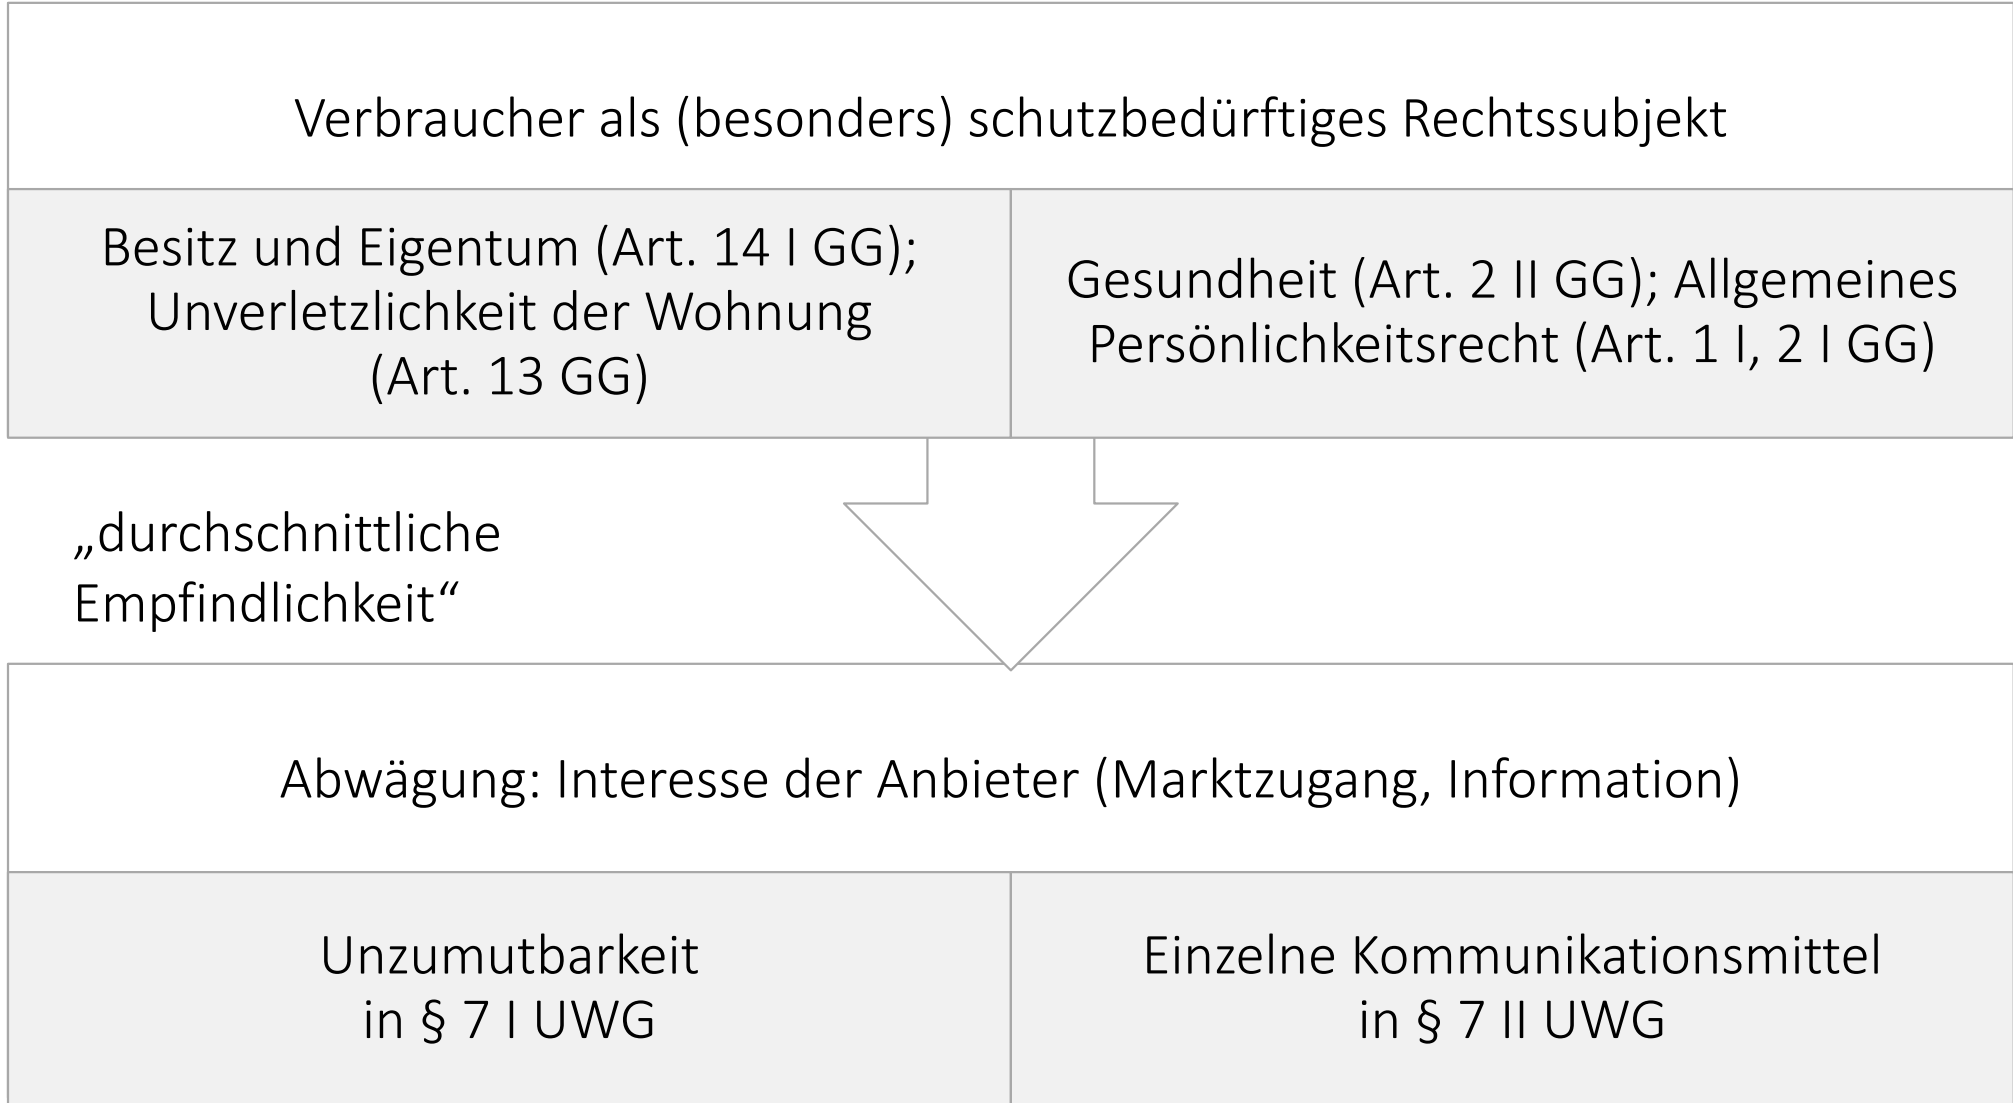 Verbraucher als (besonders) schutzbedürftiges Rechtssubjekt
Besitz und Eigentum (Art. 14 I GG);
Unverletzlichkeit der Wohnung
(Art. 13 GG)
Gesundheit (Art. 2 II GG); Allgemeines
Persönlichkeitsrecht (Art. 1 I, 2 I GG)
„durchschnittliche
Empfindlichkeit“
Abwägung: Interesse der Anbieter (Marktzugang, Information)
Unzumutbarkeit
in § 7 I UWG
Einzelne Kommunikationsmittel
in § 7 II UWG